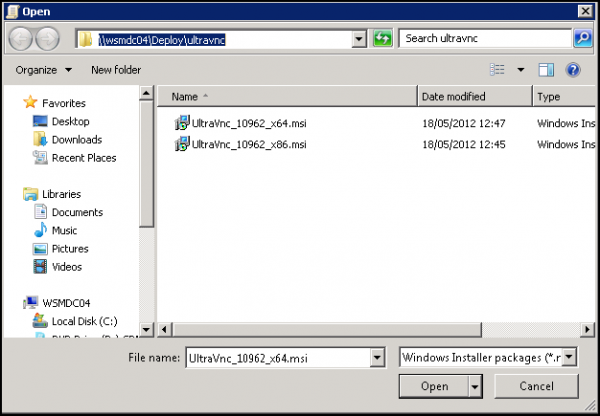 Open
\\wsmdc04\Deploy\ultravnc
Search ultravnc
Organize
New folder
Name
Date modified
Type
Favorites
Desktop
Downloads
Recent Places
Libraries
Documents
Music
Pictures
Videos
WSMDC04
Local Disk (C:)
UltraVnc_10962_x64.msi 18/05/2012 12:47 Windows Ins
UltraVnc_10962_x86.msi 18/05/2012 12:45 Windows Ins
File name: UltraVnc_10962_x64.msi
Windows Installer packages (*.m
Open
Cancel